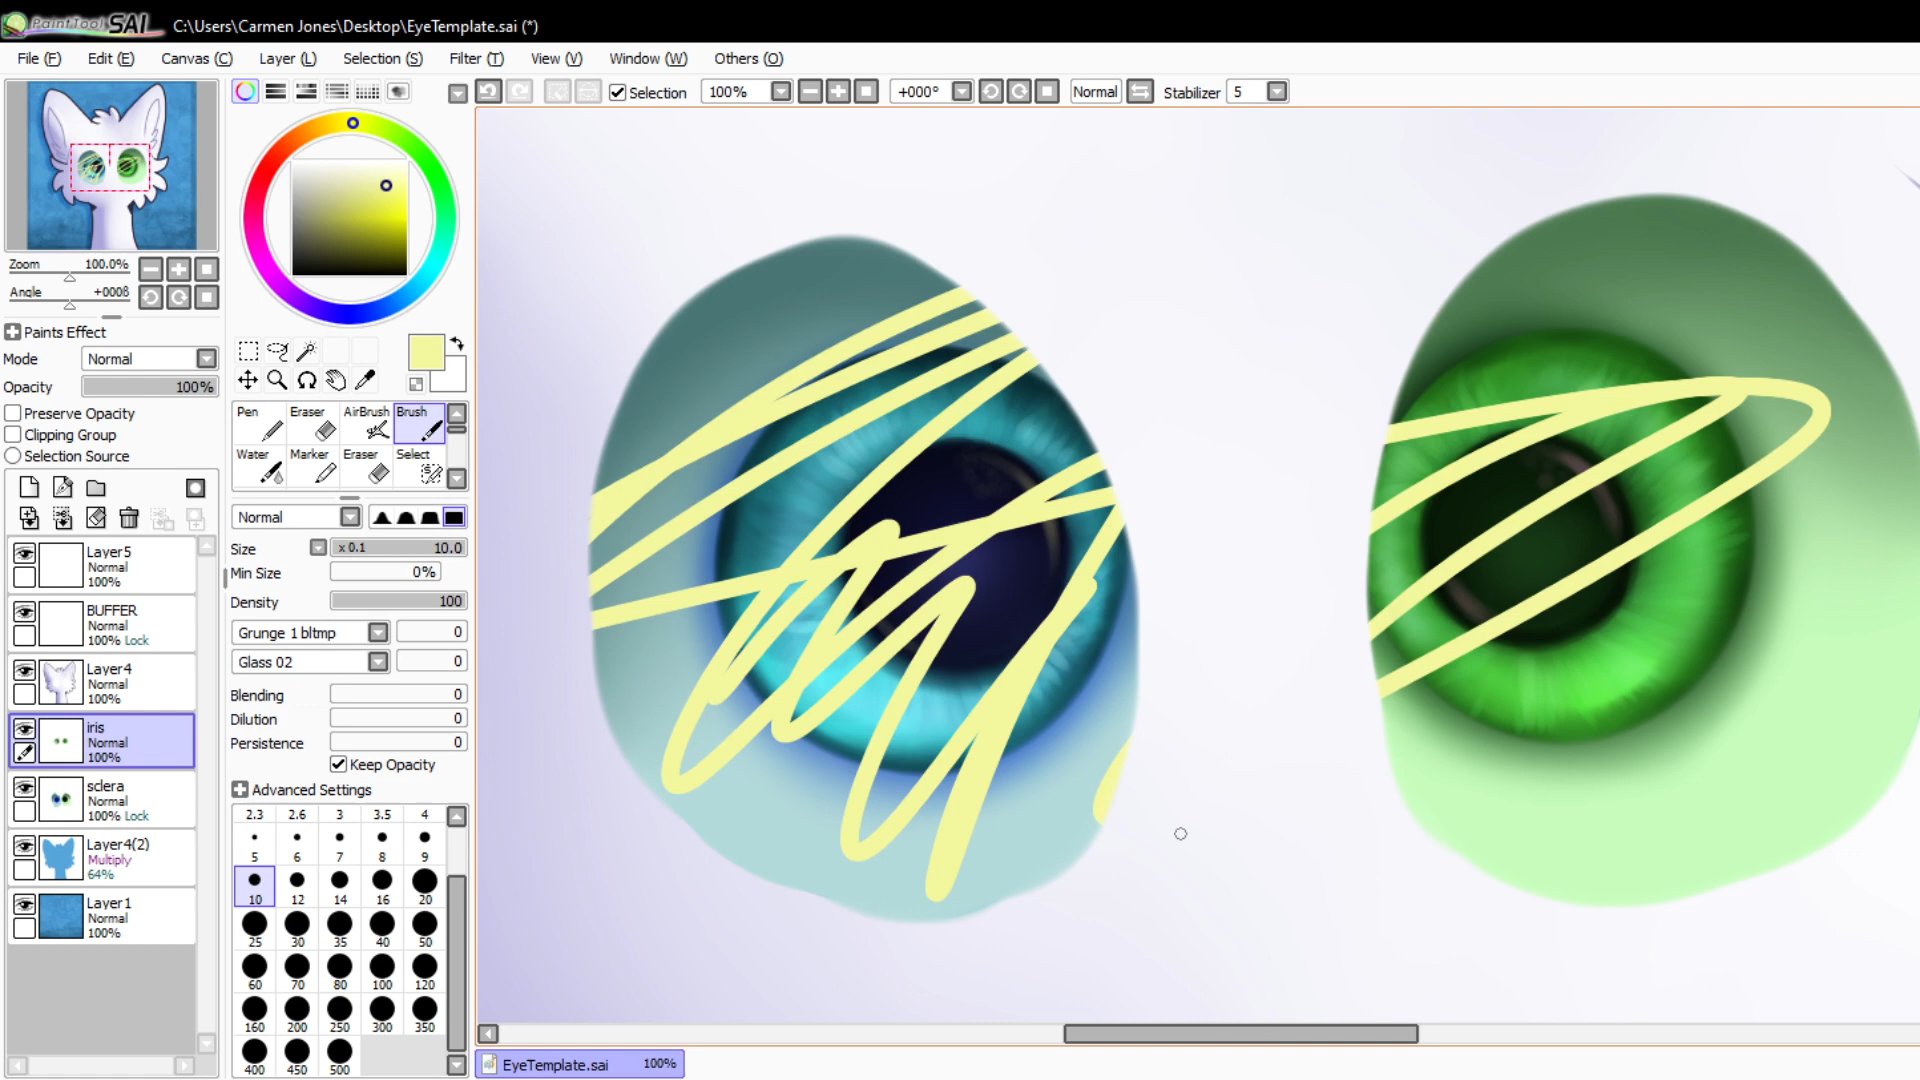 PaintTool SAI C:\Users\Carmen Jones\Desktop\EyeTemplate.sai (*)
File (F) Edit (E) Canvas (C) Layer (L) Selection (S) Filter (T) View (V) Window (W) Others (O)
Selection 100% +000° Normal Stabilizer 5
Zoom 100.0%
Angle +000ß
Paints Effect
Mode Normal
Opacity 100%
Preserve Opacity
Clipping Group
Selection Source
Layer5
Normal
100%
BUFFER
Normal
100% Lock
Layer4
Normal
100%
iris
Normal
100%
sclera
Normal
100% Lock
Layer4(2)
Multiply
64%
Layer1
Normal
100%
Pen Eraser AirBrush Brush
Water Marker Eraser Select
Normal
Size x 0.1 10.0
Min Size 0%
Density 100
Grunge 1 bltmp 0
Glass 02 0
Blending 0
Dilution 0
Persistence 0
Keep Opacity
Advanced Settings
2.3 2.6 3 3.5 4
5 6 7 8 9
10 12 14 16 20
25 30 35 40 50
60 70 80 100 120
160 200 250 300 350
400 450 500
EyeTemplate.sai 100%